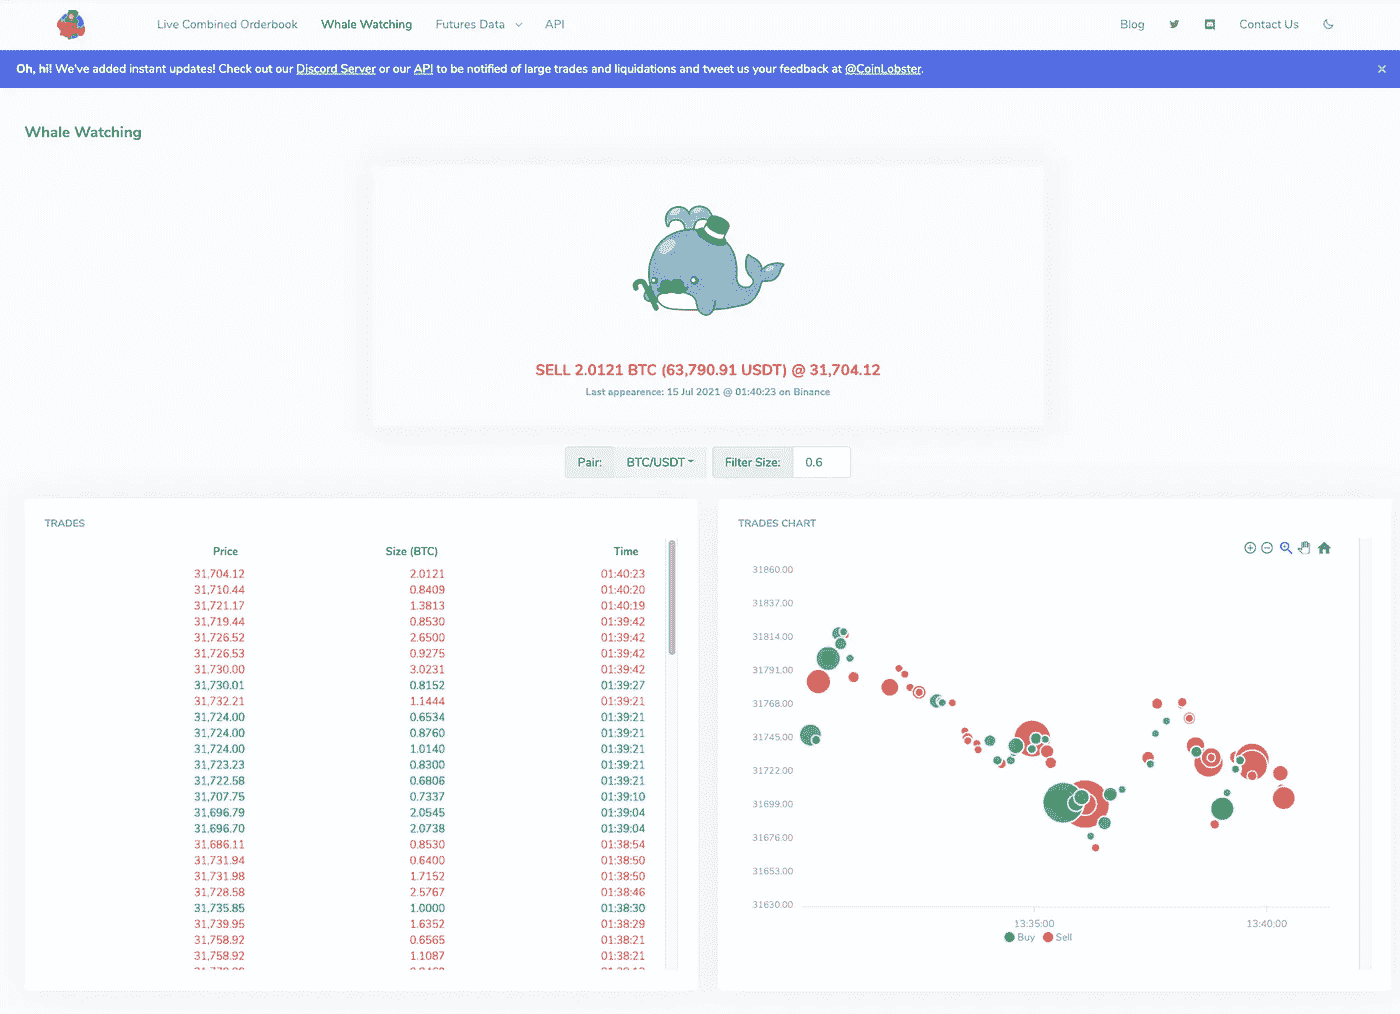 Live Combined Orderbook Whale Watching Futures Data API Blog Contact Us
Oh, hi! We've added instant updates! Check out our Discord Server or our API to be notified of large trades and liquidations and tweet us your feedback at @CoinLobster.
Whale Watching
SELL 2.0121 BTC (63,790.91 USDT) @ 31,704.12
Last appearence: 15 Jul 2021 @ 01:40:23 on Binance
Pair: BTC/USDT Filter Size: 0.6
TRADES
Price Size (BTC) Time
31,704.12 2.0121 01:40:23
31,710.44 0.8409 01:40:20
31,721.17 1.3813 01:40:19
31,719.44 0.8530 01:39:42
31,726.52 2.6500 01:39:42
31,726.53 0.9275 01:39:42
31,730.00 3.0231 01:39:42
31,730.01 0.8152 01:39:27
31,732.21 1.1444 01:39:21
31,724.00 0.6534 01:39:21
31,724.00 0.8760 01:39:21
31,724.00 1.0140 01:39:21
31,723.23 0.8300 01:39:21
31,722.58 0.6806 01:39:21
31,707.75 0.7337 01:39:10
31,696.79 2.0545 01:39:04
31,696.70 2.0738 01:39:04
31,686.11 0.8530 01:38:54
31,731.94 0.6400 01:38:50
31,731.98 1.7152 01:38:50
31,728.58 2.5767 01:38:46
31,735.85 1.0000 01:38:30
31,739.95 1.6352 01:38:29
31,758.92 0.6565 01:38:21
31,758.92 1.1087 01:38:21
TRADES CHART
31860.00
31837.00
31814.00
31791.00
31768.00
31745.00
31722.00
31699.00
31676.00
31653.00
31630.00
13:35:00 13:40:00
Buy Sell